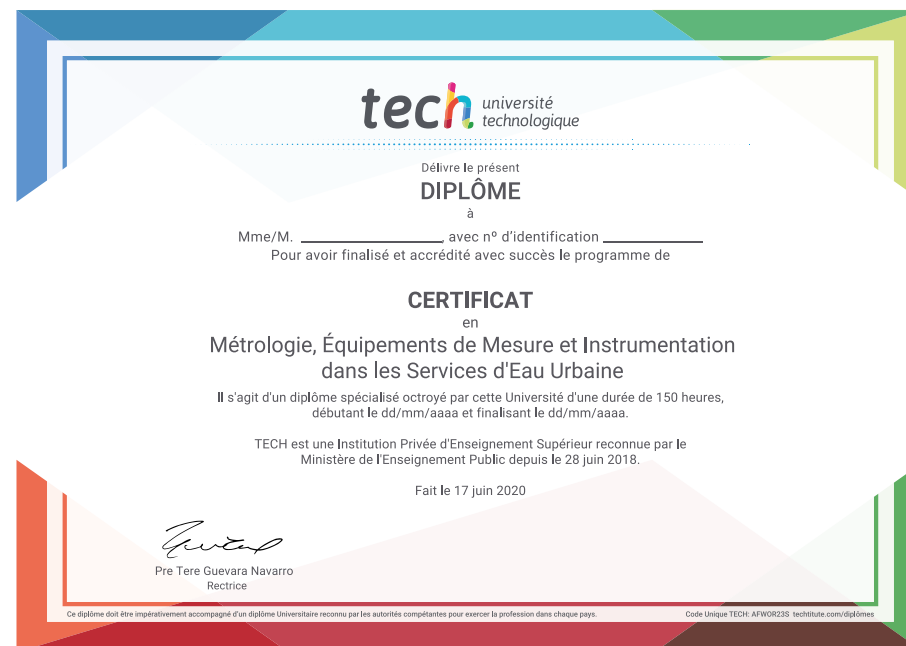 tech université
technologique
Délivre le présent
DIPLÔME
à
Mme/M. ____________________, avec nº d'identification ______________
Pour avoir finalisé et accrédité avec succès le programme de
CERTIFICAT
en
Métrologie, Équipements de Mesure et Instrumentation
dans les Services d'Eau Urbaine
Il s'agit d'un diplôme spécialisé octroyé par cette Université d'une durée de 150 heures,
débutant le dd/mm/aaaa et finalisant le dd/mm/aaaa.
TECH est une Institution Privée d'Enseignement Supérieur reconnue par le
Ministère de l'Enseignement Public depuis le 28 juin 2018.
Fait le 17 juin 2020
Pre Tere Guevara Navarro
Rectrice
Ce diplôme doit être impérativement accompagné d'un diplôme Universitaire reconnu par les autorités compétantes pour exercer la profession dans chaque pays.
Code Unique TECH: AFWOR23S techtitute.com/diplômes